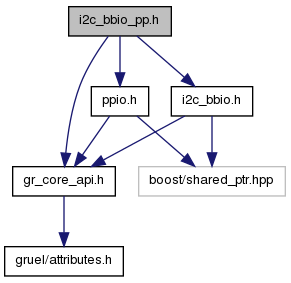 i2c_bbio_pp.h
ppio.h
i2c_bbio.h
gr_core_api.h
boost/shared_ptr.hpp
gruel/attributes.h